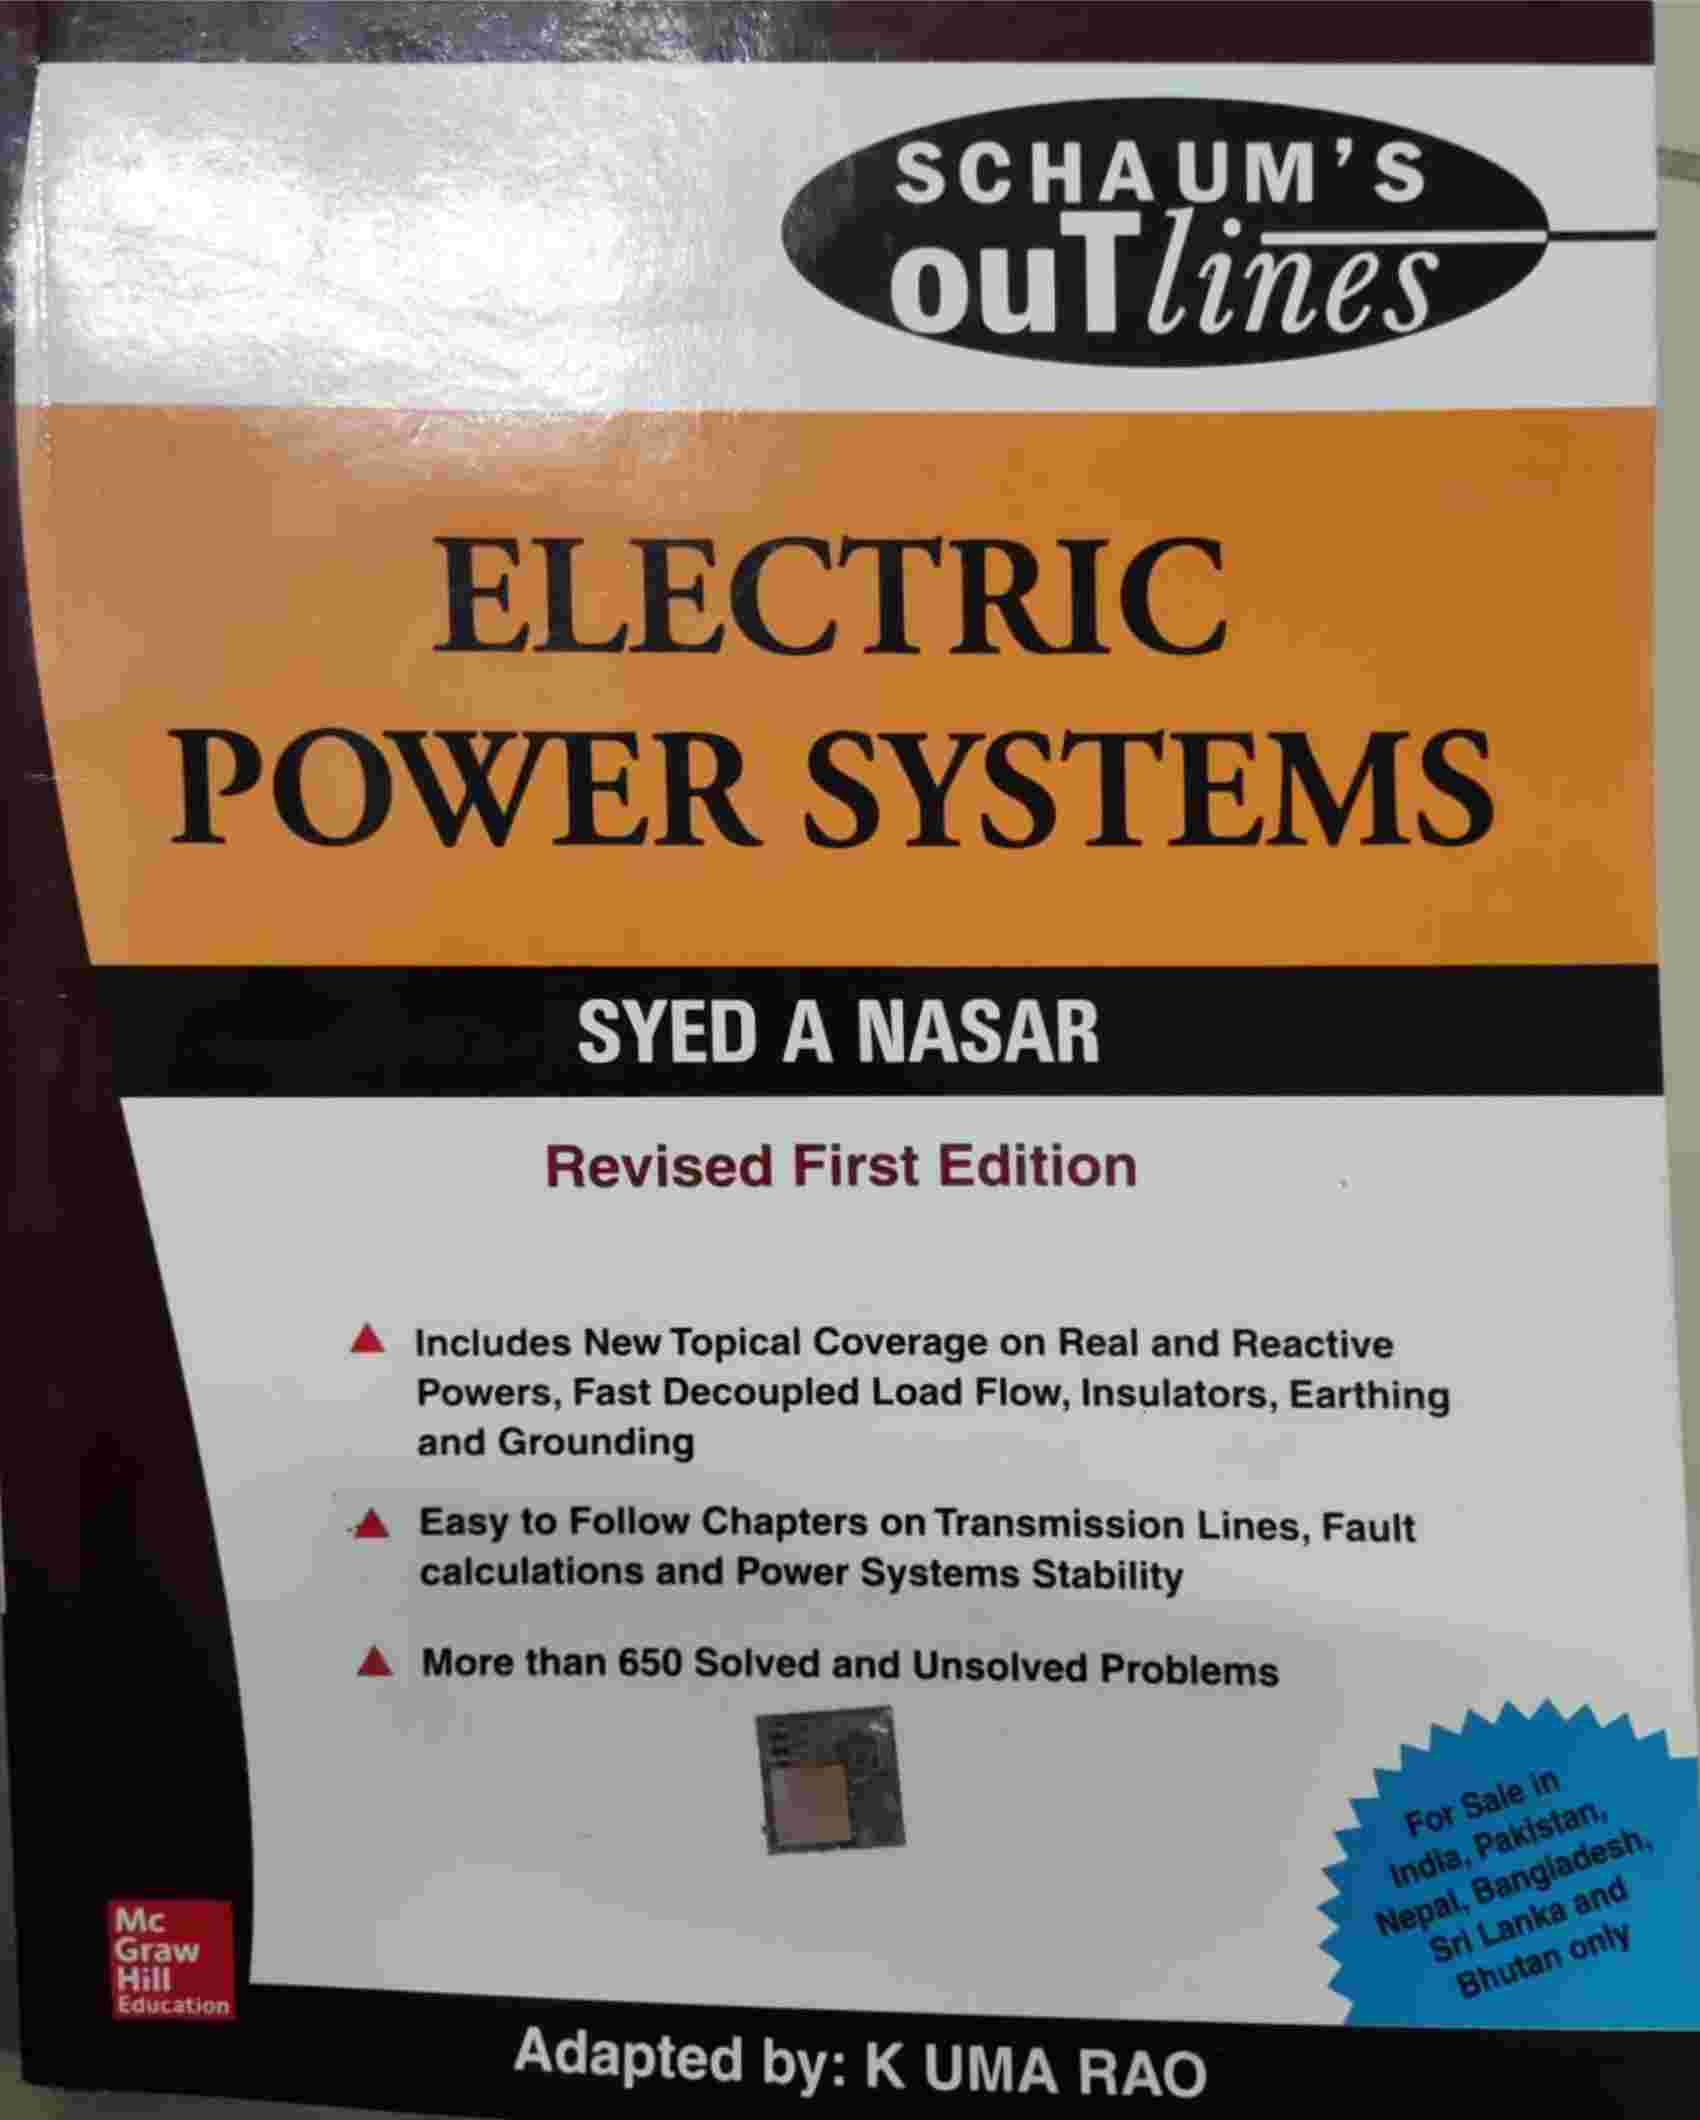 SCHAUM'S
ouTlines
ELECTRIC
POWER SYSTEMS
SYED A NASAR
Revised First Edition
Includes New Topical Coverage on Real and Reactive
Powers, Fast Decoupled Load Flow, Insulators, Earthing
and Grounding
Easy to Follow Chapters on Transmission Lines, Fault
calculations and Power Systems Stability
More than 650 Solved and Unsolved Problems
For Sale in
India, Pakistan,
Nepal, Bangladesh,
Sri Lanka and
Bhutan only
Mc
Graw
Hill
Education
Adapted by: K UMA RAO